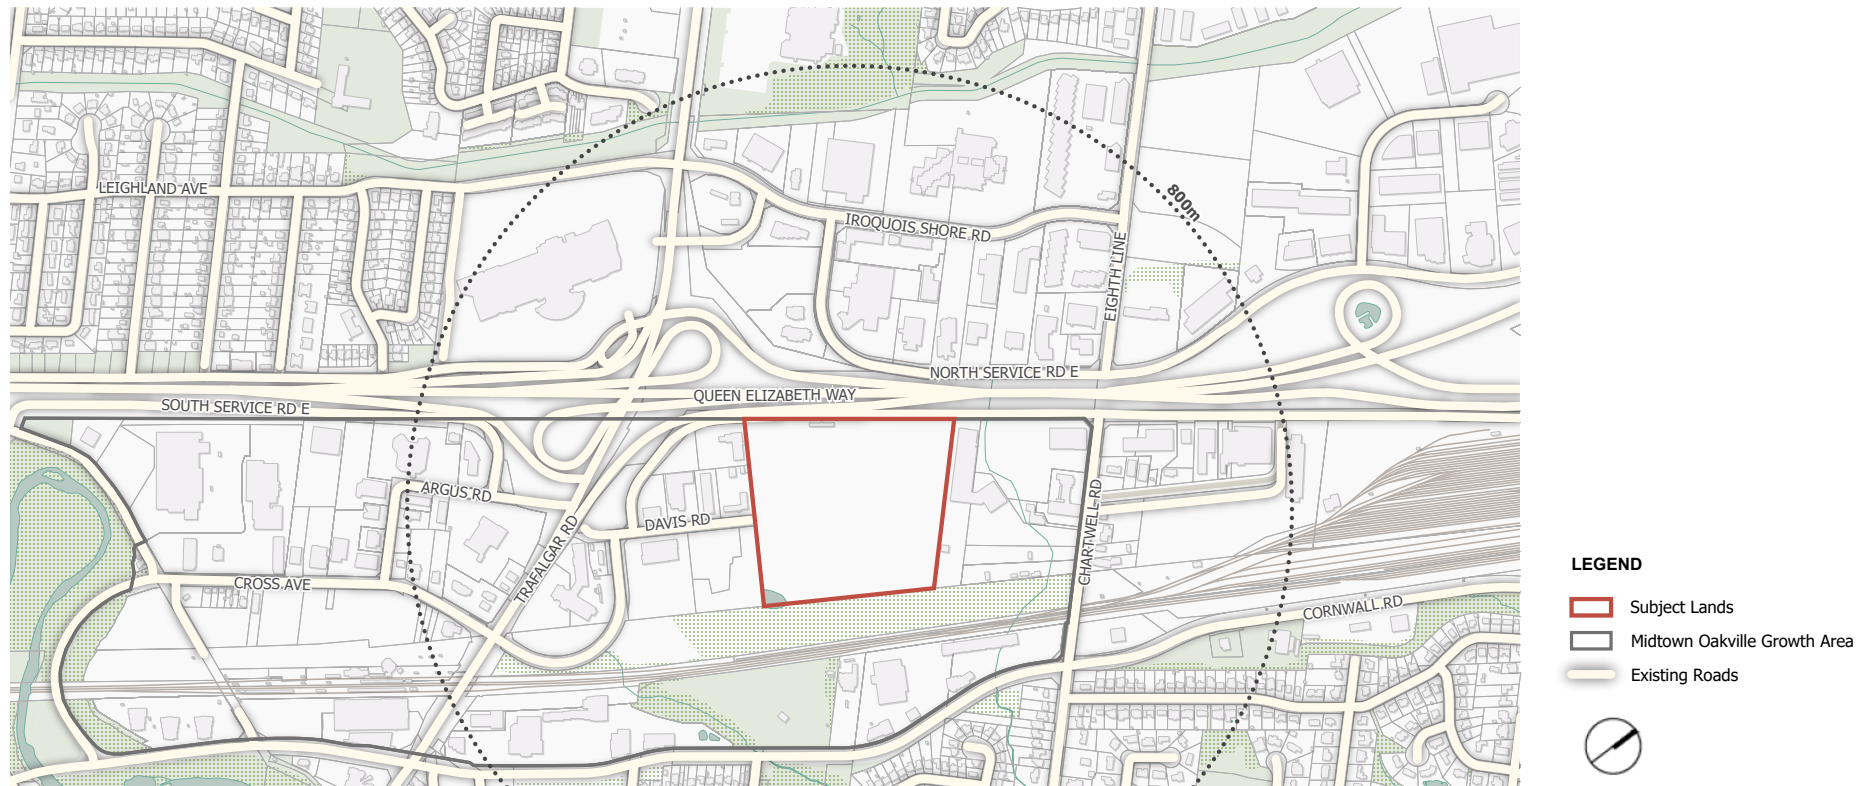 LEIGHLAND AVE
800m
IROQUOIS SHORE RD
EIGHTH LINE
NORTH SERVICE RD E
QUEEN ELIZABETH WAY
SOUTH SERVICE RD E
ARGUS RD
DAVIS RD
TRAFALGAR RD
CHARTWELL RD
CROSS AVE
CORNWALL RD
LEGEND
Subject Lands
Midtown Oakville Growth Area
Existing Roads